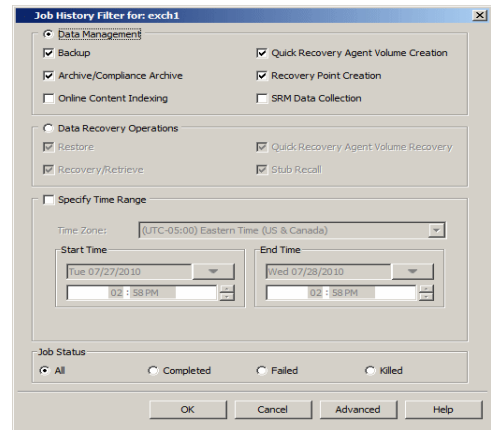 Job History Filter for: exch1
Data Management
Backup
Quick Recovery Agent Volume Creation
Archive/Compliance Archive
Recovery Point Creation
Online Content Indexing
SRM Data Collection
Data Recovery Operations
Restore
Quick Recovery Agent Volume Recovery
Recovery/Retrieve
Stub Recall
Specify Time Range
Time Zone:
(UTC-05:00) Eastern Time (US & Canada)
Start Time
End Time
Tue 07/27/2010
Wed 07/28/2010
02 : 58 PM
02 : 58 PM
Job Status
All
Completed
Failed
Killed
OK
Cancel
Advanced
Help